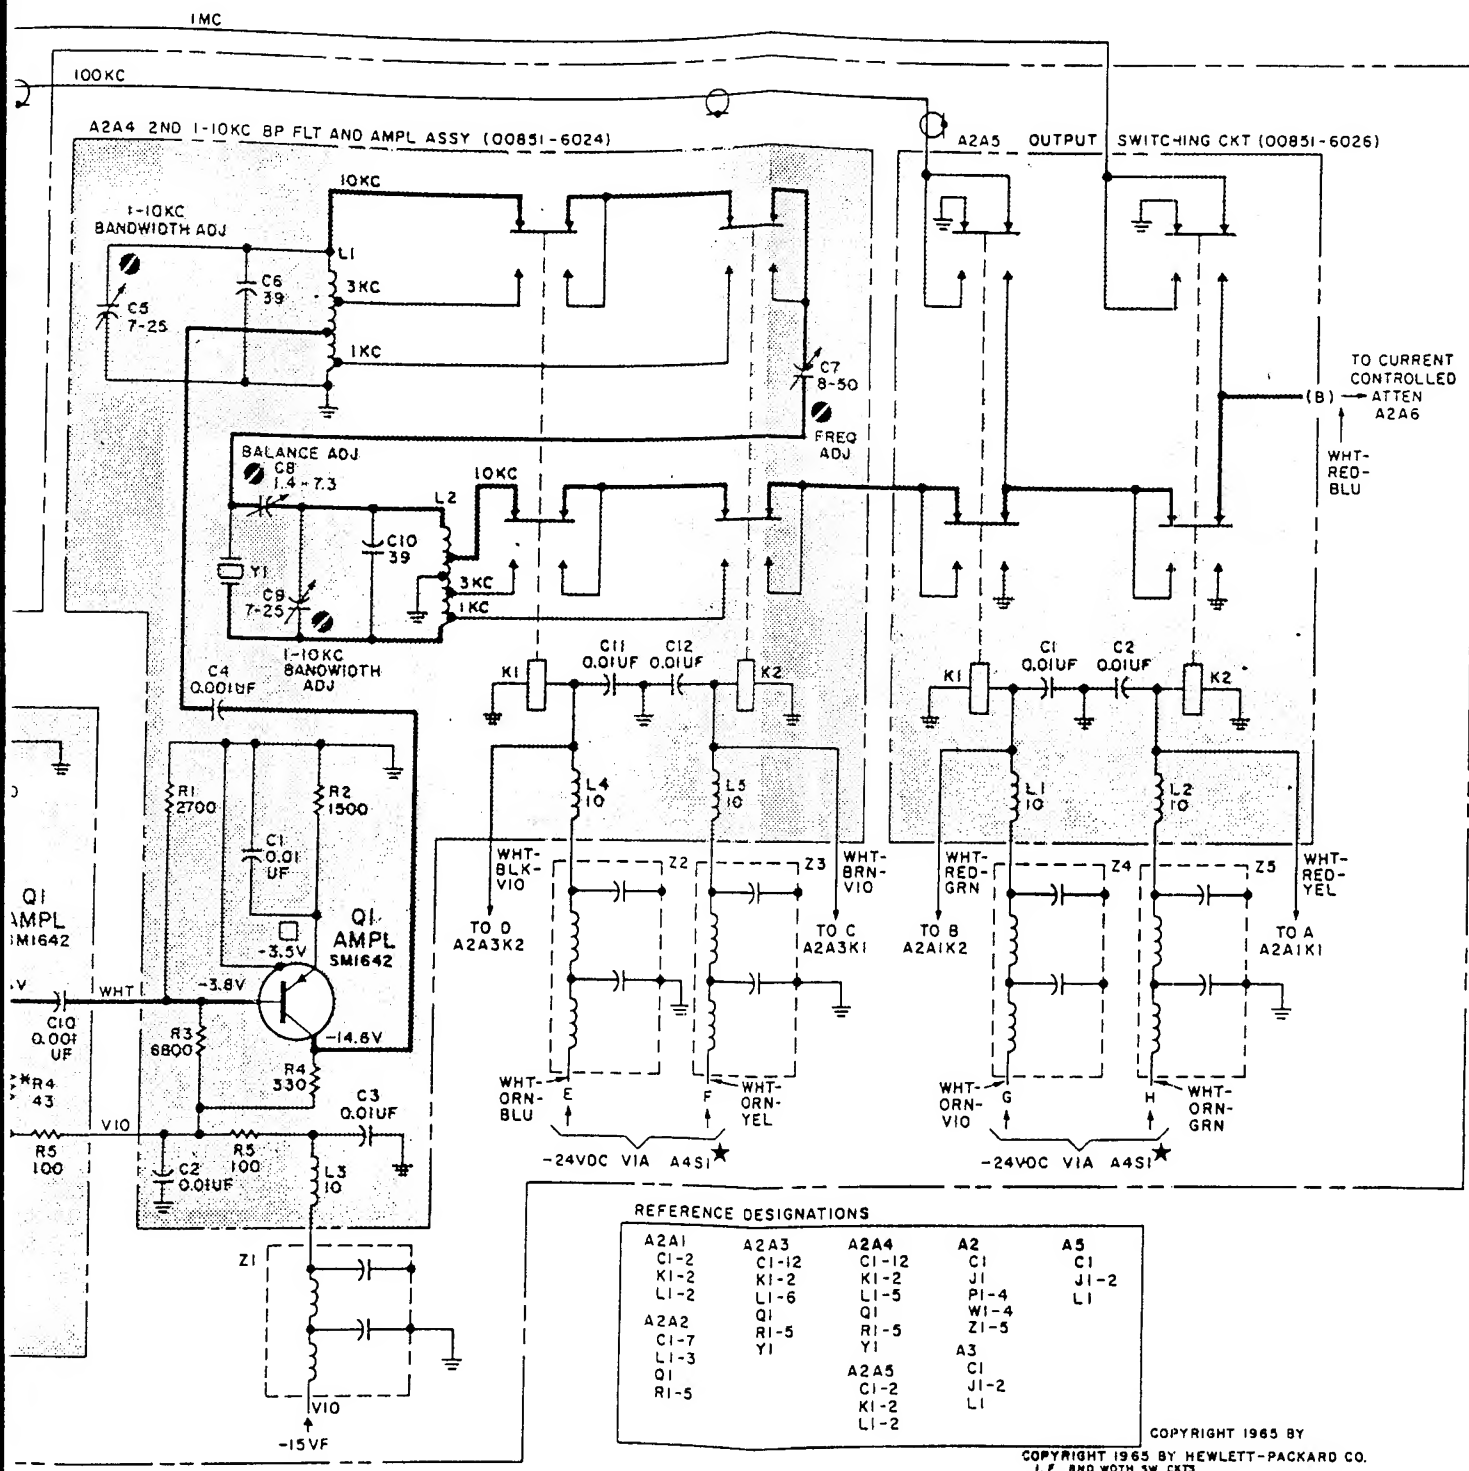 1MC
100KC
A2A4 2ND 1-10KC BP FLT AND AMPL ASSY (00851-6024)
A2A5 OUTPUT SWITCHING CKT (00851-6026)
10KC
1-10KC
BANDWIDTH ADJ
L1
C6
39
3KC
C5
7-25
1KC
C7
8-50
TO CURRENT
CONTROLLED
ATTEN
A2A6
(B)
FREQ
ADJ
WHT-
RED-
BLU
BALANCE ADJ
C8
1.4-7.3
10KC
L2
C10
39
Y1
3KC
1KC
C9
7-25
1-10KC
BANDWIDTH
ADJ
C11
0.01UF
C12
0.01UF
C1
0.01UF
C2
0.01UF
K1
K2
K1
K2
C4
0.001UF
R1
2700
R2
1500
L4
10
L5
10
L1
10
L2
10
C1
0.01
UF
WHT-
BLK-
VIO
Z2
Z3
WHT-
BRN-
VIO
WHT-
RED-
GRN
Z4
Z5
WHT-
RED-
YEL
Q1
AMPL
SM1642
Q1
AMPL
SM1642
TO D
A2A3K2
TO C
A2A3K1
TO B
A2A1K2
TO A
A2A1K1
-3.5V
-3.8V
WHT
C10
0.001
UF
-14.6V
R3
6800
R4
330
*R4
43
C3
0.01UF
VIO
R5
100
C2
0.01UF
R5
100
L3
10
WHT-
ORN-
BLU
E
F
WHT-
ORN-
YEL
WHT-
ORN-
VIO
G
H
WHT-
ORN-
GRN
-24VDC VIA A4S1★
-24VDC VIA A4S1★
Z1
VIO
-15VF
REFERENCE DESIGNATIONS
A2A1
C1-2
K1-2
L1-2
A2A2
C1-7
L1-3
Q1
R1-5
A2A3
C1-12
K1-2
L1-6
Q1
R1-5
Y1
A2A4
C1-12
K1-2
L1-5
Q1
R1-5
Y1
A2A5
C1-2
K1-2
L1-2
A2
C1
J1
P1-4
W1-4
Z1-5
A3
C1
J1-2
L1
A5
C1
J1-2
L1
COPYRIGHT 1965 BY
COPYRIGHT 1965 BY HEWLETT-PACKARD CO.